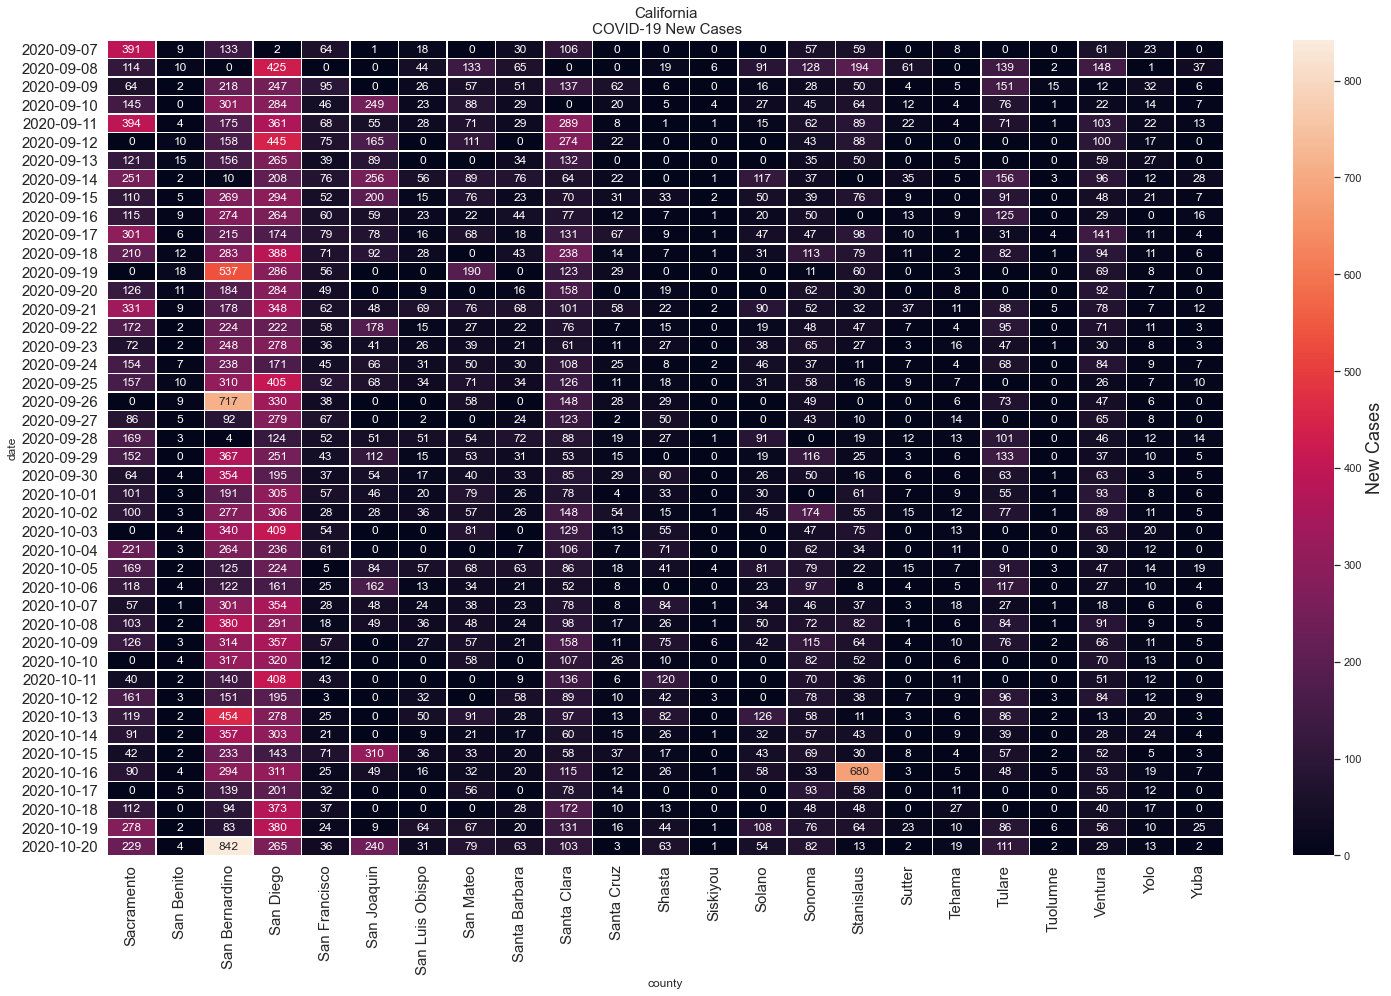 California
COVID-19 New Cases
2020-09-07 391 9 133 2 64 1 18 0 30 106 0 0 0 0 57 59 0 8 0 0 61 23 0
2020-09-08 114 10 0 425 0 0 44 133 65 0 0 19 6 91 128 194 61 0 139 2 148 1 37
2020-09-09 64 2 218 247 95 0 26 57 51 137 62 6 0 16 28 50 4 5 151 15 12 32 6
2020-09-10 145 0 301 284 46 249 23 88 29 0 20 5 4 27 45 64 12 4 76 1 22 14 7
2020-09-11 394 4 175 361 68 55 28 71 29 289 8 1 1 15 62 89 22 4 71 1 103 22 13
2020-09-12 0 10 158 445 75 165 0 111 0 274 22 0 0 0 43 88 0 0 0 0 100 17 0
2020-09-13 121 15 156 265 39 89 0 0 34 132 0 0 0 0 35 50 0 5 0 0 59 27 0
2020-09-14 251 2 10 208 76 256 56 89 76 64 22 0 1 117 37 0 35 5 156 3 96 12 28
2020-09-15 110 5 269 294 52 200 15 76 23 70 31 33 2 50 39 76 9 0 91 0 48 21 7
2020-09-16 115 9 274 264 60 59 23 22 44 77 12 7 1 20 50 0 13 9 125 0 29 0 16
2020-09-17 301 6 215 174 79 78 16 68 18 131 67 9 1 47 47 98 10 1 31 4 141 11 4
2020-09-18 210 12 283 388 71 92 28 0 43 238 14 7 1 31 113 79 11 2 82 1 94 11 6
2020-09-19 0 18 537 286 56 0 0 190 0 123 29 0 0 0 11 60 0 3 0 0 69 8 0
2020-09-20 126 11 184 284 49 0 9 0 16 158 0 19 0 0 62 30 0 8 0 0 92 7 0
2020-09-21 331 9 178 348 62 48 69 76 68 101 58 22 2 90 52 32 37 11 88 5 78 7 12
2020-09-22 172 2 224 222 58 178 15 27 22 76 7 15 0 19 48 47 7 4 95 0 71 11 3
2020-09-23 72 2 248 278 36 41 26 39 21 61 11 27 0 38 65 27 3 16 47 1 30 8 3
2020-09-24 154 7 238 171 45 66 31 50 30 108 25 8 2 46 37 11 7 4 68 0 84 9 7
2020-09-25 157 10 310 405 92 68 34 71 34 126 11 18 0 31 58 16 9 7 0 0 26 7 10
2020-09-26 0 9 717 330 38 0 0 58 0 148 28 29 0 0 49 0 0 6 73 0 47 6 0
2020-09-27 86 5 92 279 67 0 2 0 24 123 2 50 0 0 43 10 0 14 0 0 65 8 0
2020-09-28 169 3 4 124 52 51 51 54 72 88 19 27 1 91 0 19 12 13 101 0 46 12 14
2020-09-29 152 0 367 251 43 112 15 53 31 53 15 0 0 19 116 25 3 6 133 0 37 10 5
2020-09-30 64 4 354 195 37 54 17 40 33 85 29 60 0 26 50 16 6 6 63 1 63 3 5
2020-10-01 101 3 191 305 57 46 20 79 26 78 4 33 0 30 0 61 7 9 55 1 93 8 6
2020-10-02 100 3 277 306 28 28 36 57 26 148 54 15 1 45 174 55 15 12 77 1 89 11 5
2020-10-03 0 4 340 409 54 0 0 81 0 129 13 55 0 0 47 75 0 13 0 0 63 20 0
2020-10-04 221 3 264 236 61 0 0 0 7 106 7 71 0 0 62 34 0 11 0 0 30 12 0
2020-10-05 169 2 125 224 5 84 57 68 63 86 18 41 4 81 79 22 15 7 91 3 47 14 19
2020-10-06 118 4 122 161 25 162 13 34 21 52 8 0 0 23 97 8 4 5 117 0 27 10 4
2020-10-07 57 1 301 354 28 48 24 38 23 78 8 84 1 34 46 37 3 18 27 1 18 6 6
2020-10-08 103 2 380 291 18 49 36 48 24 98 17 26 1 50 72 82 1 6 84 2 91 9 5
2020-10-09 126 3 314 357 57 0 27 57 21 158 11 75 6 42 115 64 4 10 76 2 66 11 5
2020-10-10 0 4 317 320 12 0 0 58 0 107 26 10 0 0 82 52 0 6 0 0 70 13 0
2020-10-11 40 2 140 408 43 0 0 0 9 136 6 120 0 0 70 36 0 11 0 0 51 12 0
2020-10-12 161 3 151 195 3 0 32 0 58 89 10 42 3 0 78 38 7 9 96 3 84 12 9
2020-10-13 119 2 454 278 25 0 50 91 28 97 13 82 0 126 58 11 3 6 86 2 13 20 3
2020-10-14 91 2 357 303 21 0 9 21 17 60 15 26 1 32 57 43 0 9 39 0 28 24 4
2020-10-15 42 2 233 143 71 310 36 33 20 58 37 17 0 43 69 30 8 4 57 2 52 5 3
2020-10-16 90 4 294 311 25 49 16 32 20 115 12 26 1 58 33 680 3 5 48 5 53 19 7
2020-10-17 0 5 139 201 32 0 0 56 0 78 14 0 0 0 93 58 0 11 0 0 55 12 0
2020-10-18 112 0 94 373 37 0 0 0 28 172 10 13 0 0 48 48 0 27 0 0 40 17 0
2020-10-19 278 2 83 380 24 9 64 67 20 131 16 44 1 108 76 64 23 10 86 6 56 10 25
2020-10-20 229 4 842 265 36 240 31 79 63 103 3 63 1 54 82 13 2 19 111 2 29 13 2
date
Sacramento San Benito San Bernardino San Diego San Francisco San Joaquin San Luis Obispo San Mateo Santa Barbara Santa Clara Santa Cruz Shasta Siskiyou Solano Sonoma Stanislaus Sutter Tehama Tulare Tuolumne Ventura Yolo Yuba
county
800
700
600
500
400
300
200
100
0
New Cases